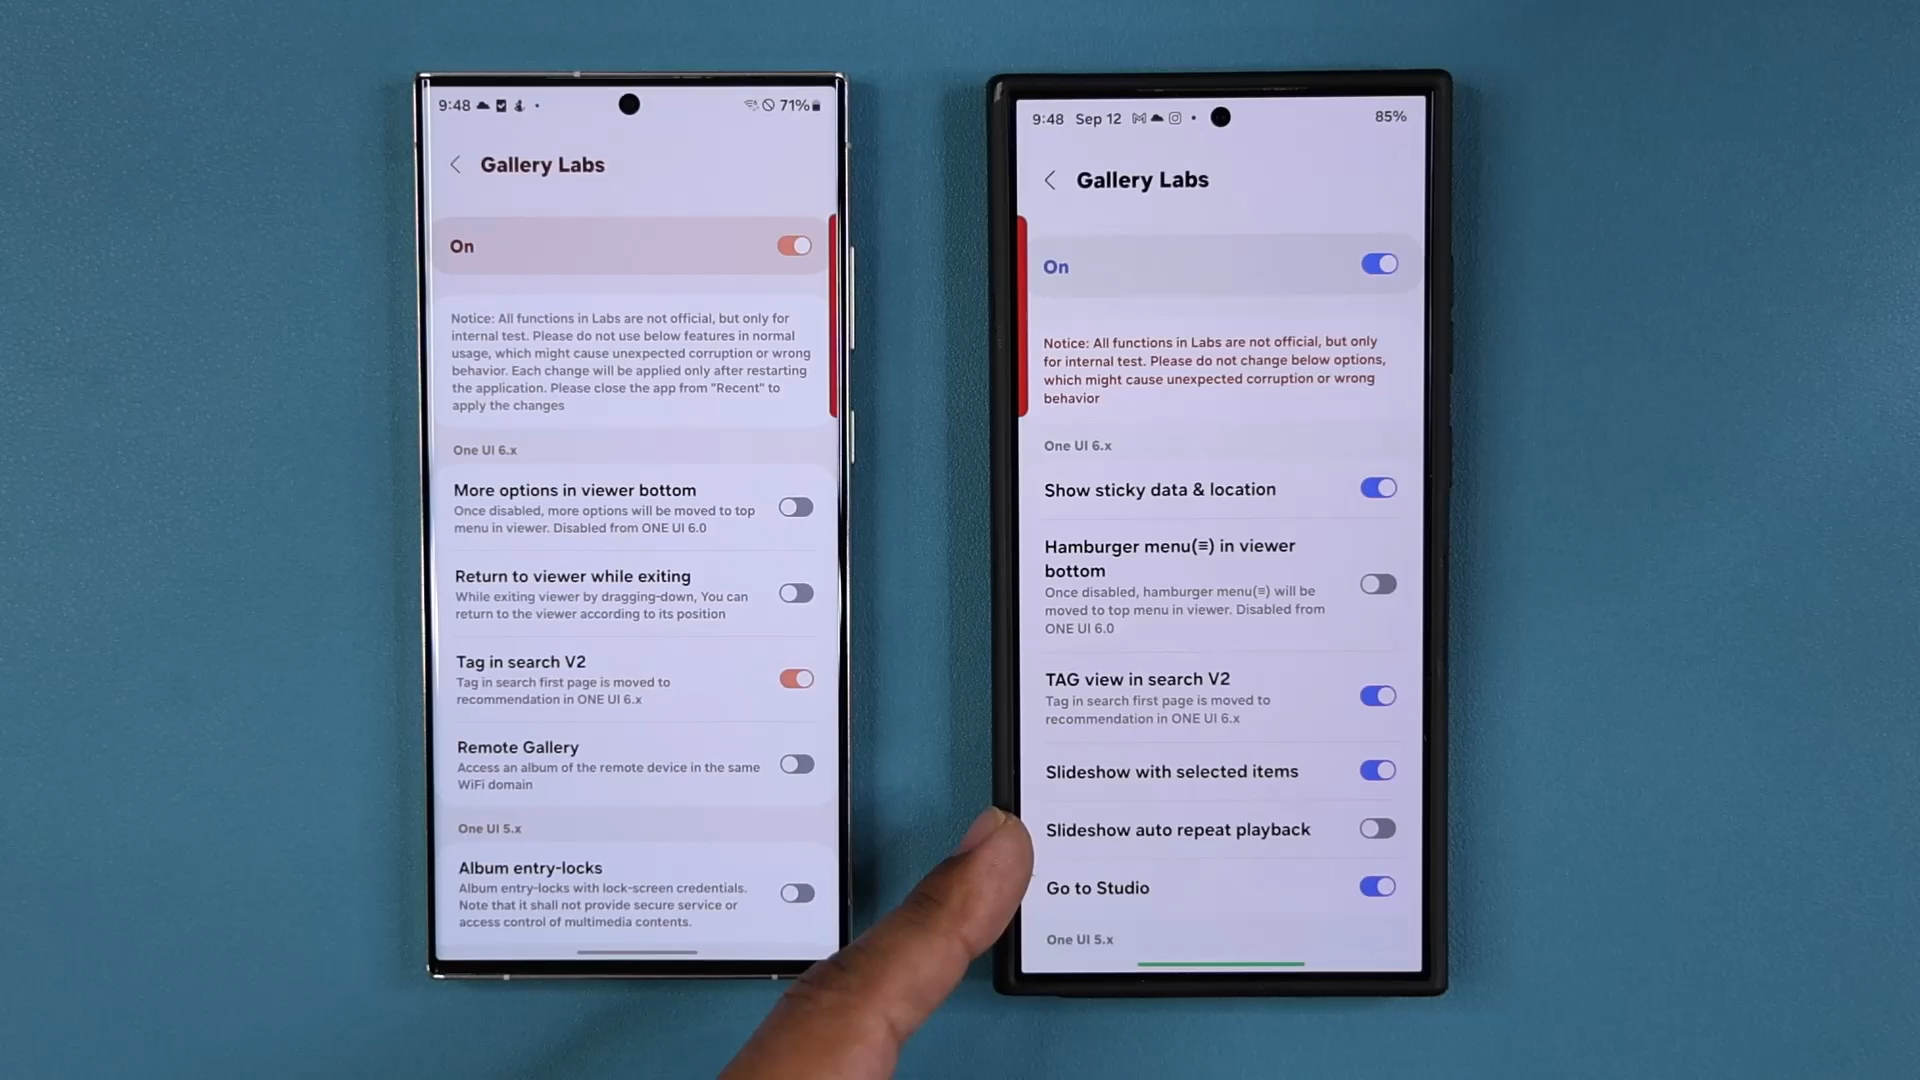 9:48
71%
Gallery Labs
On
Notice: All functions in Labs are not official, but only for
internal test. Please do not use below features in normal
usage, which might cause unexpected corruption or wrong
behavior. Each change will be applied only after restarting
the application. Please close the app from "Recent" to
apply the changes
One UI 6.x
More options in viewer bottom
Once disabled, more options will be moved to top
menu in viewer. Disabled from ONE UI 6.0
Return to viewer while exiting
While exiting viewer by dragging-down, You can
return to the viewer according to its position
Tag in search V2
Tag in search first page is moved to
recommendation in ONE UI 6.x
Remote Gallery
Access an album of the remote device in the same
WiFi domain
One UI 5.x
Album entry-locks
Album entry-locks with lock-screen credentials.
Note that it shall not provide secure service or
access control of multimedia contents.
9:48 Sep 12
85%
Gallery Labs
On
Notice: All functions in Labs are not official, but only
for internal test. Please do not change below options,
which might cause unexpected corruption or wrong
behavior
One UI 6.x
Show sticky data & location
Hamburger menu(≡) in viewer
bottom
Once disabled, hamburger menu(≡) will be
moved to top menu in viewer. Disabled from
ONE UI 6.0
TAG view in search V2
Tag in search first page is moved to
recommendation in ONE UI 6.x
Slideshow with selected items
Slideshow auto repeat playback
Go to Studio
One UI 5.x